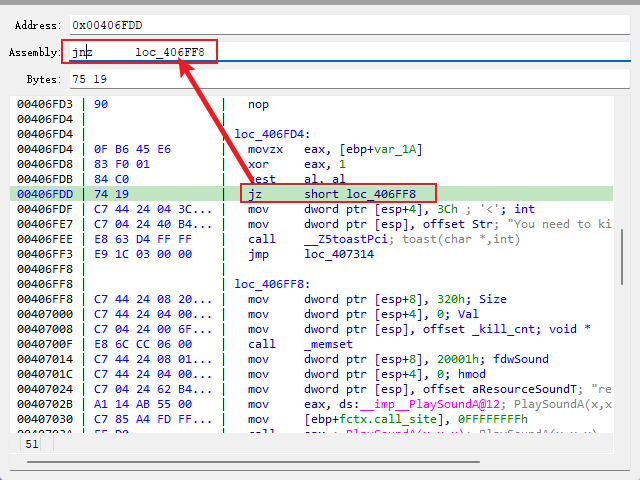 Address: 0x00406FDD
Assembly: jnz loc_406FF8
Bytes: 75 19
00406FD3 90 nop
00406FD4
00406FD4 loc_406FD4:
00406FD4 0F B6 45 E6 movzx eax, [ebp+var_1A]
00406FD8 83 F0 01 xor eax, 1
00406FDB 84 C0 test al, al
00406FDD 74 19 jz short loc_406FF8
00406FDF C7 44 24 04 3C... mov dword ptr [esp+4], 3Ch ; '<'; int
00406FE7 C7 04 24 40 B4... mov dword ptr [esp], offset Str; "You need to ki
00406FEE E8 63 D4 FF FF call __Z5toastPci; toast(char *,int)
00406FF3 E9 1C 03 00 00 jmp loc_407314
00406FF8
00406FF8 loc_406FF8:
00406FF8 C7 44 24 08 20... mov dword ptr [esp+8], 320h; Size
00407000 C7 44 24 04 00... mov dword ptr [esp+4], 0; Val
00407008 C7 04 24 00 6F... mov dword ptr [esp], offset _kill_cnt; void *
0040700F E8 6C CC 06 00 call _memset
00407014 C7 44 24 08 01... mov dword ptr [esp+8], 20001h; fdwSound
0040701C C7 44 24 04 00... mov dword ptr [esp+4], 0; hmod
00407024 C7 04 24 62 B4... mov dword ptr [esp], offset aResourceSoundT; "re
0040702B A1 14 AB 55 00 mov eax, ds:__imp__PlaySoundA@12; PlaySoundA(x,x
00407030 C7 85 A4 FD FF... mov [ebp+fctx.call_site], 0FFFFFFFFh
0040703A FF D0 call eax ; PlaySoundA(x,x,x); PlaySoundA(x,x,x)
51